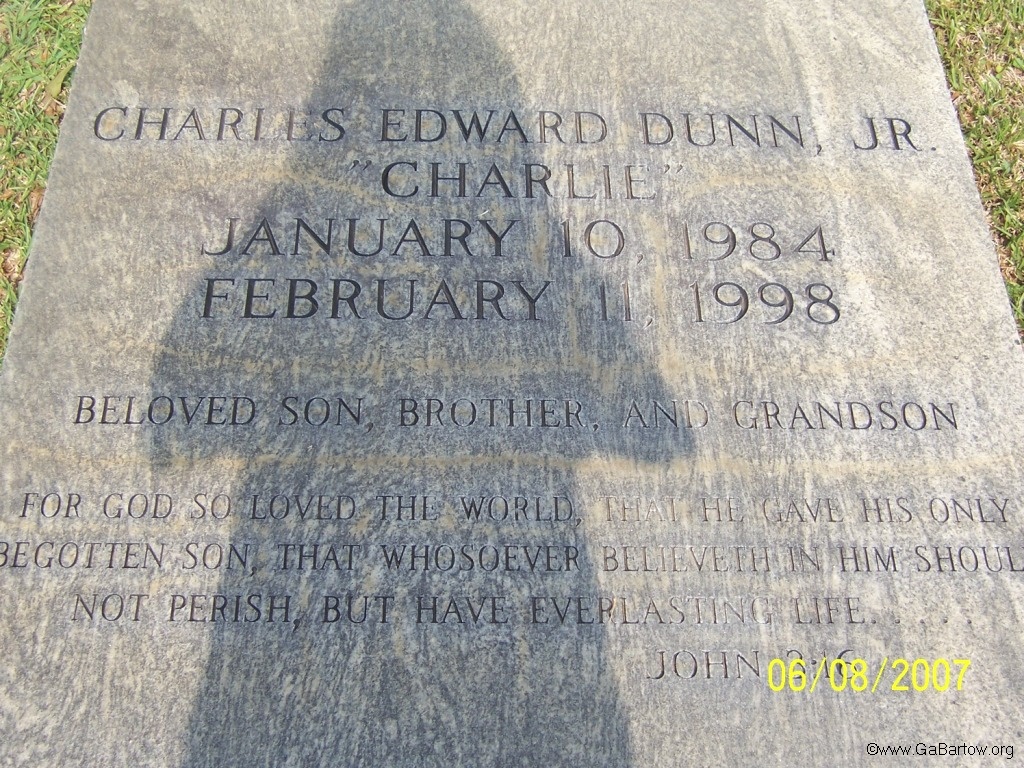 CHARLES EDWARD DUNN, JR.
"CHARLIE"
JANUARY 10, 1984
FEBRUARY 11, 1998
BELOVED SON, BROTHER, AND GRANDSON
FOR GOD SO LOVED THE WORLD, THAT HE GAVE HIS ONLY
BEGOTTEN SON, THAT WHOSOEVER BELIEVETH IN HIM SHOUL
NOT PERISH, BUT HAVE EVERLASTING LIFE. . . . .
JOHN 3:16
06/08/2007
©www.GaBartow.org